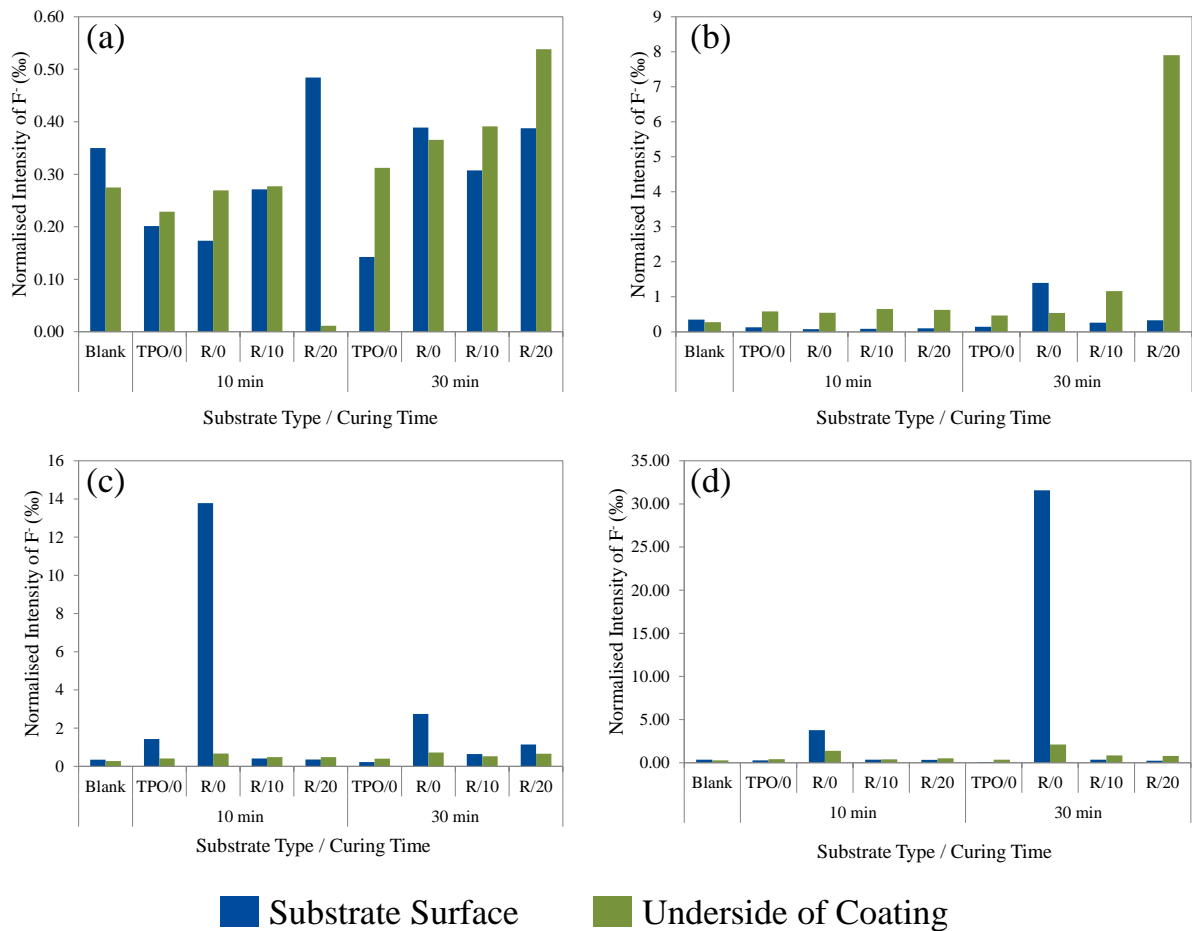 (a)
Normalised Intensity of F- (‰)
0.60
0.50
0.40
0.30
0.20
0.10
0.00
Blank TPO/0 R/0 R/10 R/20 TPO/0 R/0 R/10 R/20
10 min 30 min
Substrate Type / Curing Time
(b)
Normalised Intensity of F- (‰)
9
8
7
6
5
4
3
2
1
0
Blank TPO/0 R/0 R/10 R/20 TPO/0 R/0 R/10 R/20
10 min 30 min
Substrate Type / Curing Time
(c)
Normalised Intensity of F- (‰)
16
14
12
10
8
6
4
2
0
Blank TPO/0 R/0 R/10 R/20 TPO/0 R/0 R/10 R/20
10 min 30 min
Substrate Type / Curing Time
(d)
Normalised Intensity of F- (‰)
35.00
30.00
25.00
20.00
15.00
10.00
5.00
0.00
Blank TPO/0 R/0 R/10 R/20 TPO/0 R/0 R/10 R/20
10 min 30 min
Substrate Type / Curing Time
Substrate Surface Underside of Coating